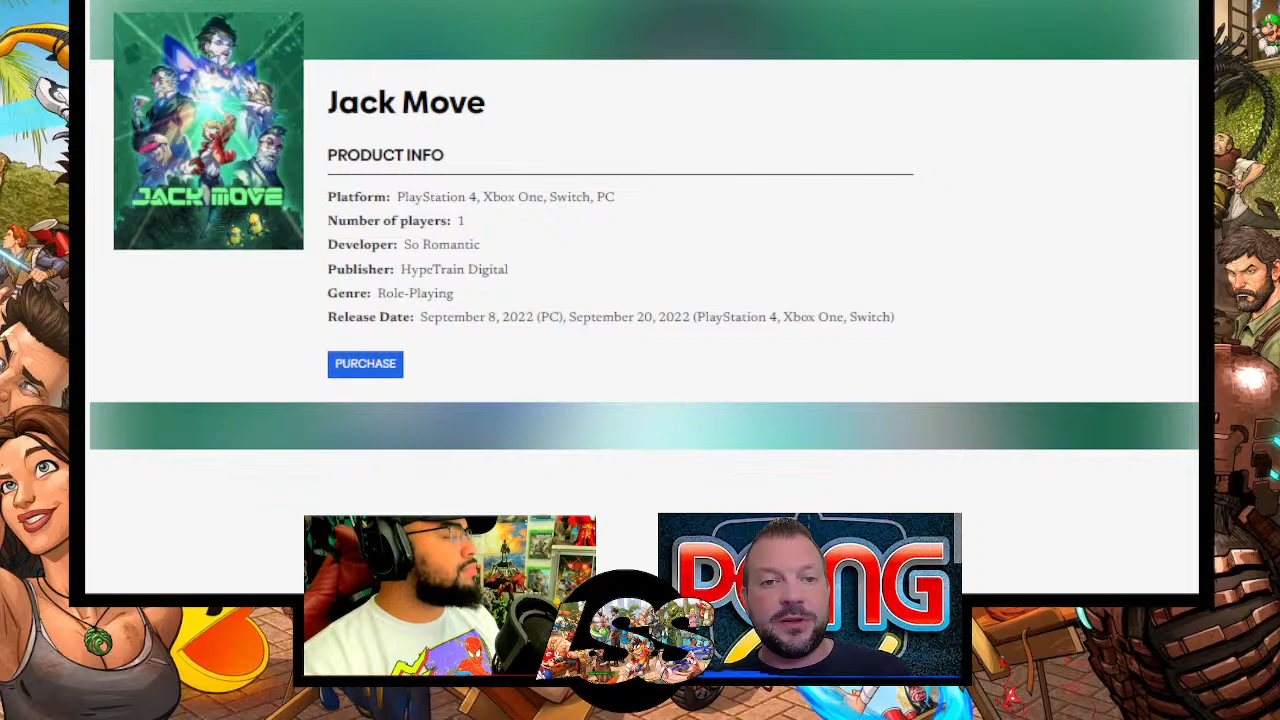 JACK MOVE
Jack Move
PRODUCT INFO
Platform: PlayStation 4, Xbox One, Switch, PC
Number of players: 1
Developer: So Romantic
Publisher: HypeTrain Digital
Genre: Role-Playing
Release Date: September 8, 2022 (PC), September 20, 2022 (PlayStation 4, Xbox One, Switch)
PURCHASE
PONG